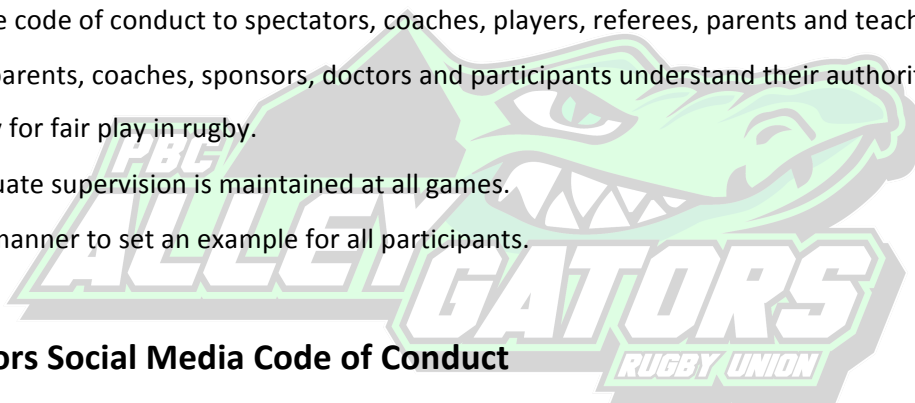 e code of conduct to spectators, coaches, players, referees, parents and teach
parents, coaches, sponsors, doctors and participants understand their authori
y for fair play in rugby.
uate supervision is maintained at all games.
manner to set an example for all participants.
PBC
ALLEY
GATORS
RUGBY UNION
ors Social Media Code of Conduct